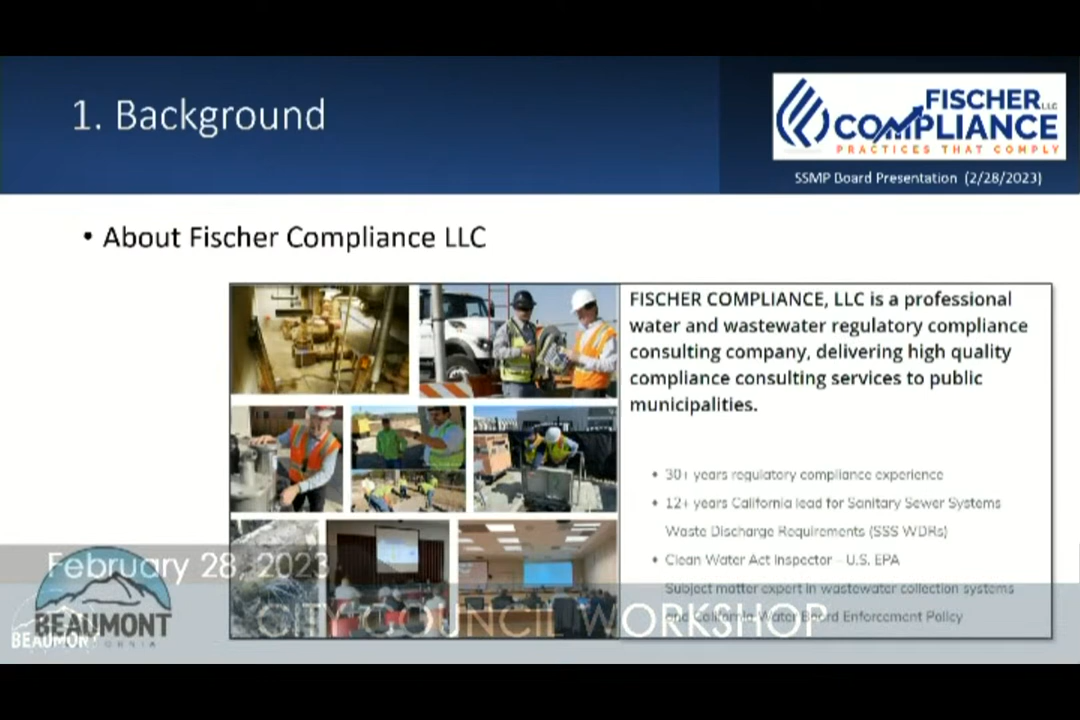 1. Background
FISCHER LLC
COMPLIANCE
PRACTICES THAT COMPLY
SSMP Board Presentation (2/28/2023)
• About Fischer Compliance LLC
FISCHER COMPLIANCE, LLC is a professional
water and wastewater regulatory compliance
consulting company, delivering high quality
compliance consulting services to public
municipalities.
• 30+ years regulatory compliance experience
• 12+ years California lead for Sanitary Sewer Systems
Waste Discharge Requirements (SSS WDRs)
• Clean Water Act Inspector – U.S. EPA
Subject matter expert in wastewater collection systems
and California Water Board Enforcement Policy
February 28, 2023
CITY COUNCIL WORKSHOP
BEAUMONT
BEAUMONT